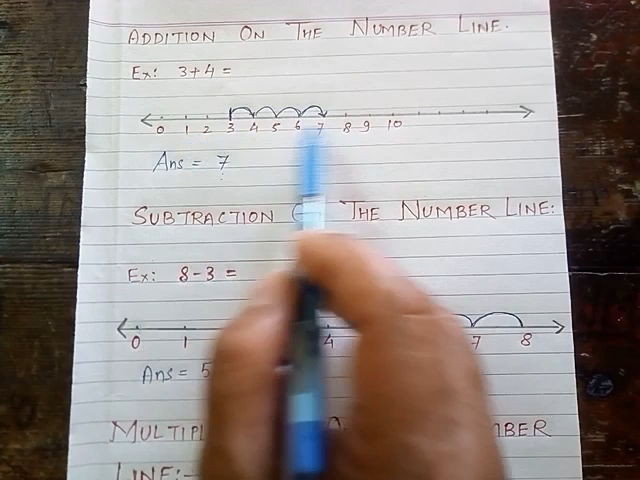 ADDITION ON THE NUMBER LINE.
Ex: 3+4=
0 1 2 3 4 5 6 7 8 9 10
Ans = 7
SUBTRACTION THE NUMBER LINE:
Ex: 8-3=
0 1 4 7 8
Ans = 5
LINE:-